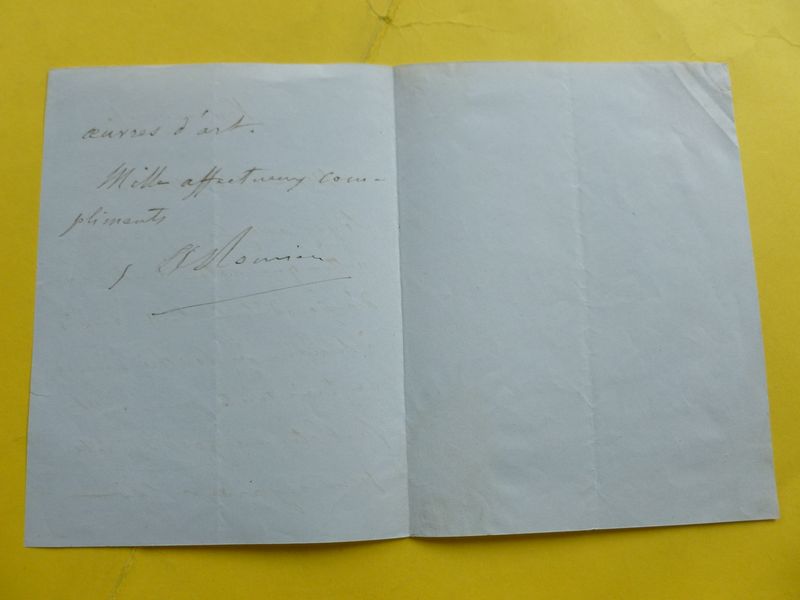 œuvres d'art.
Mille affectueux com-
pliments